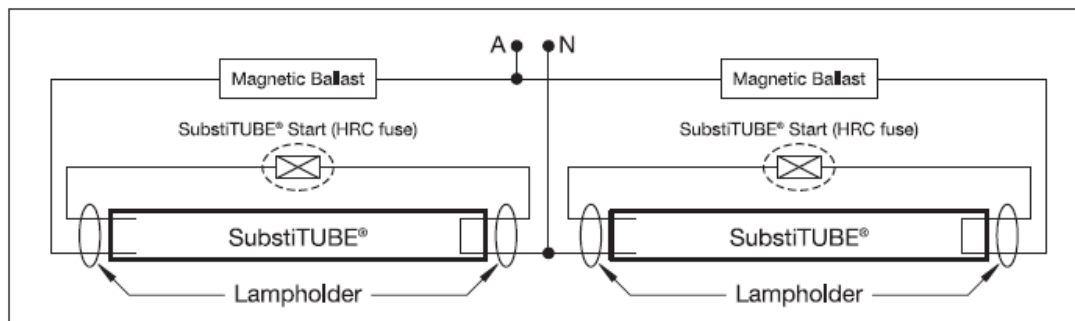 A N
Magnetic Ballast Magnetic Ballast
SubstiTUBE® Start (HRC fuse) SubstiTUBE® Start (HRC fuse)
SubstiTUBE® SubstiTUBE®
Lampholder Lampholder